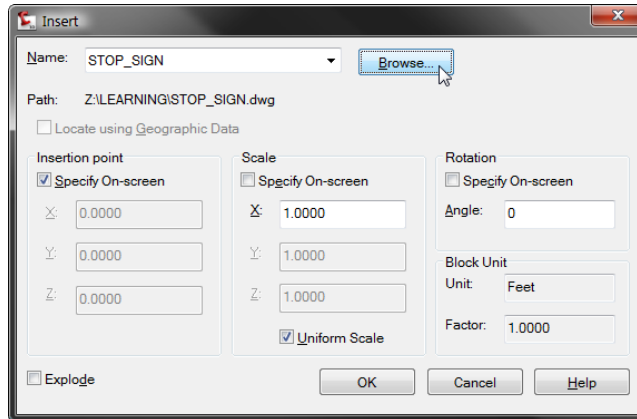 Insert
Name: STOP_SIGN Browse...
Path: Z:\LEARNING\STOP_SIGN.dwg
Locate using Geographic Data
Insertion point Scale Rotation
Specify On-screen Specify On-screen Specify On-screen
X: 0.0000 X: 1.0000 Angle: 0
Y: 0.0000 Y: 1.0000 Block Unit
Z: 0.0000 Z: 1.0000 Unit: Feet
Uniform Scale Factor: 1.0000
Explode OK Cancel Help